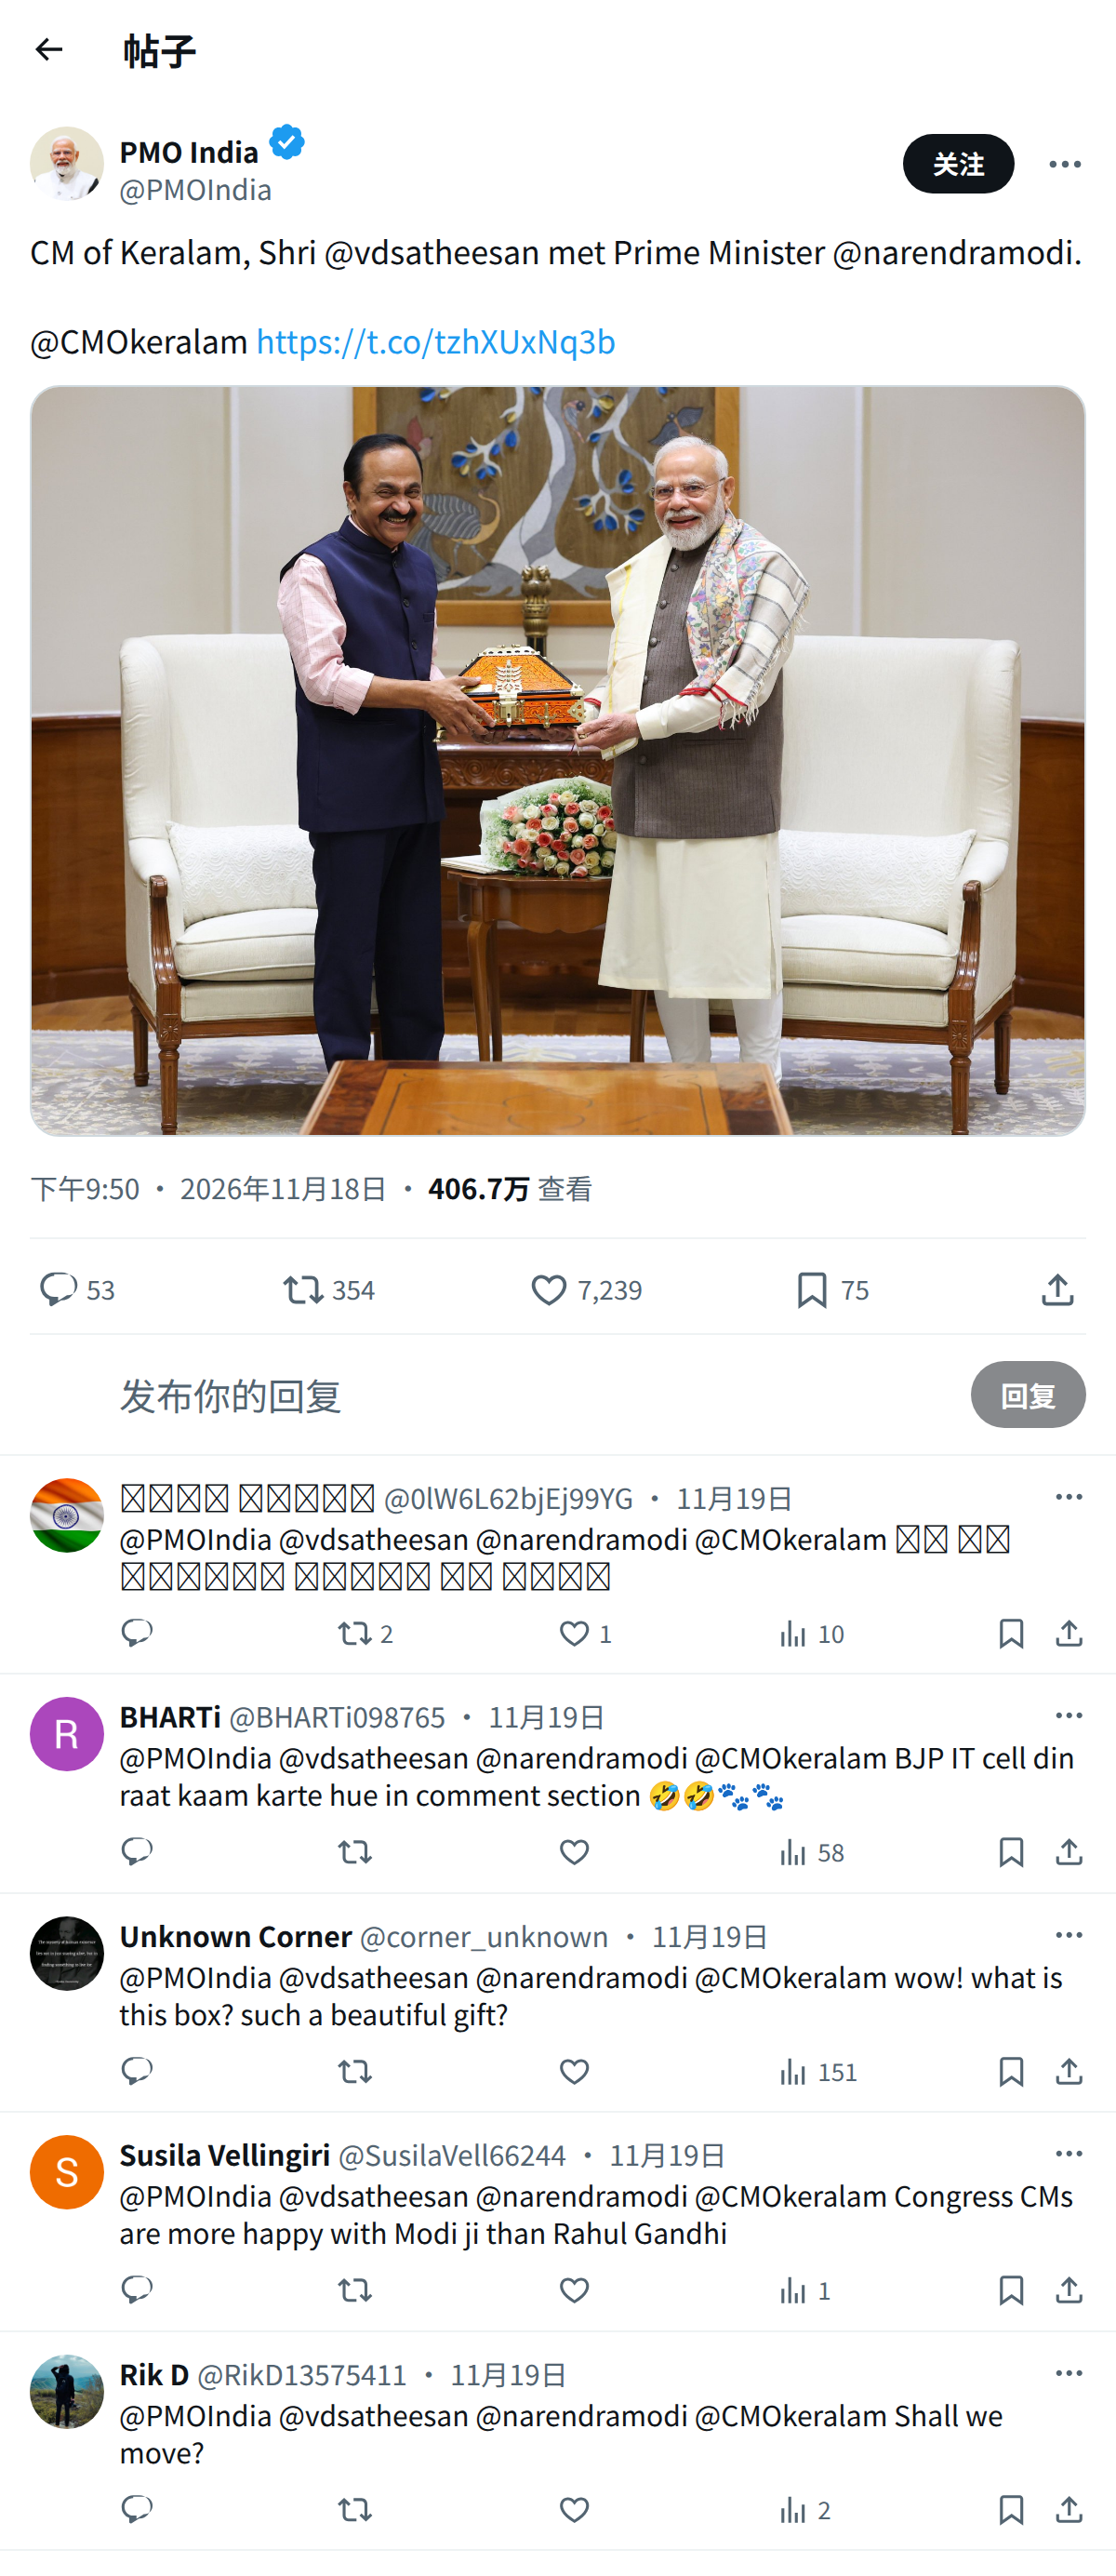 帖子
PMO India
@PMOIndia
关注
CM of Keralam, Shri @vdsatheesan met Prime Minister @narendramodi.
@CMOkeralam https://t.co/tzhXUxNq3b
下午9:50 · 2026年11月18日 · 406.7万 查看
53 354 7,239 75
发布你的回复
回复
@0lW6L62bjEj99YG · 11月19日
@PMOIndia @vdsatheesan @narendramodi @CMOkeralam
2 1 10
R
BHARTi @BHARTi098765 · 11月19日
@PMOIndia @vdsatheesan @narendramodi @CMOkeralam BJP IT cell din
raat kaam karte hue in comment section 🤣🤣🐾🐾
58
Unknown Corner @corner_unknown · 11月19日
@PMOIndia @vdsatheesan @narendramodi @CMOkeralam wow! what is
this box? such a beautiful gift?
151
S
Susila Vellingiri @SusilaVell66244 · 11月19日
@PMOIndia @vdsatheesan @narendramodi @CMOkeralam Congress CMs
are more happy with Modi ji than Rahul Gandhi
1
Rik D @RikD13575411 · 11月19日
@PMOIndia @vdsatheesan @narendramodi @CMOkeralam Shall we
move?
2